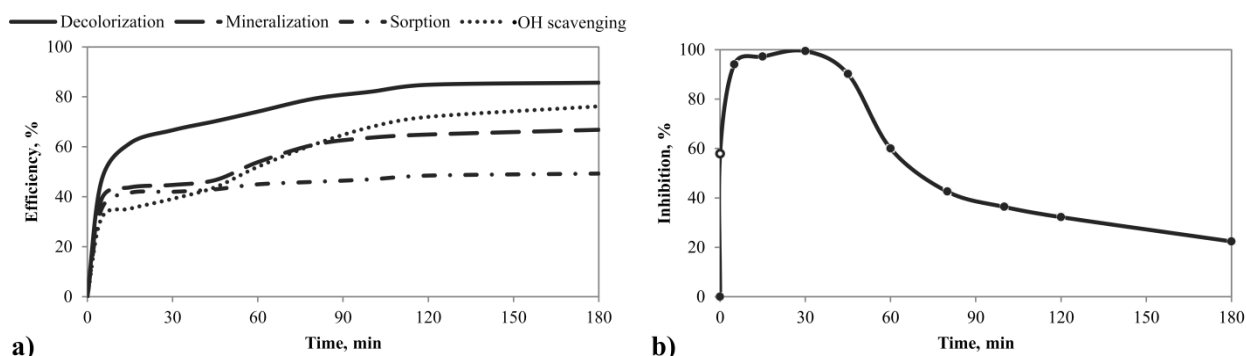 Decolorization Mineralization Sorption OH scavenging
100
80
60
40
20
0
Efficiency, %
0 30 60 90 120 150 180
Time, min
a)
100
80
60
40
20
0
Inhibition, %
0 30 60 90 120 150 180
Time, min
b)